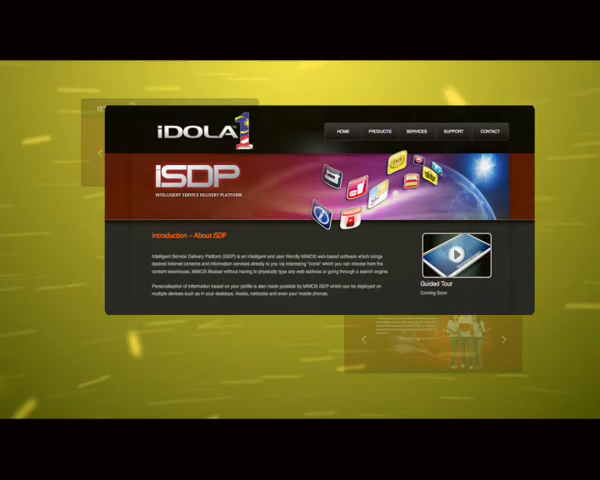 iDOLA 1
HOME PRODUCTS SERVICES SUPPORT CONTACT
iSDP
INTELLIGENT SERVICE DELIVERY PLATFORM
Introduction – About iSDP
Intelligent Service Delivery Platform (iSDP) is an intelligent and user friendly MIMOS web-based software which brings
desired internet contents and information services directly to you via interesting "icons" which you can choose from the
content warehouse, MIMOS iBazaar without having to physically type any web address or going through a search engine.
Personalisation of information based on your profile is also made possible by MIMOS iSDP which can be deployed on
multiple devices such as in your desktops, kiosks, netbooks and even your mobile phones.
Guided Tour
Coming Soon